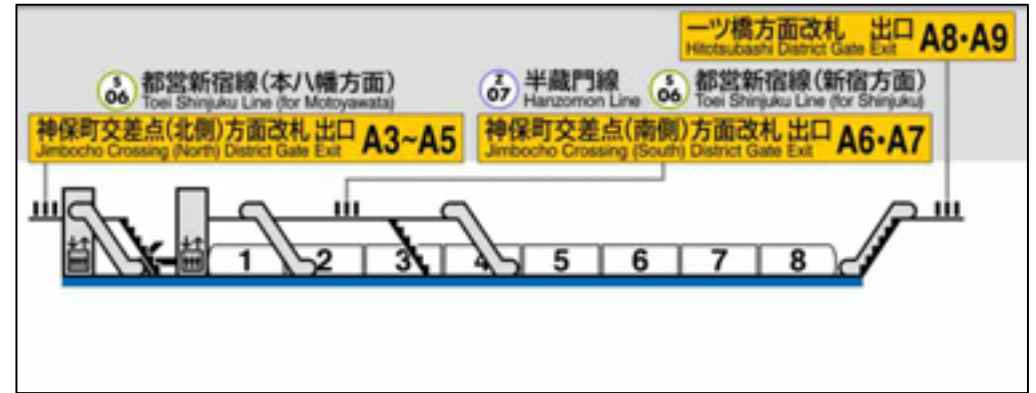 一ツ橋方面改札 出口 A8・A9
Hitotsubashi District Gate Exit
S 06 都営新宿線(本八幡方面)
Toei Shinjuku Line (for Motoyawata)
Z 07 半蔵門線
Hanzomon Line
S 06 都営新宿線(新宿方面)
Toei Shinjuku Line (for Shinjuku)
神保町交差点(北側)方面改札 出口 A3~A5
Jimbocho Crossing (North) District Gate Exit
神保町交差点(南側)方面改札 出口 A6・A7
Jimbocho Crossing (South) District Gate Exit
1 2 3 4 5 6 7 8